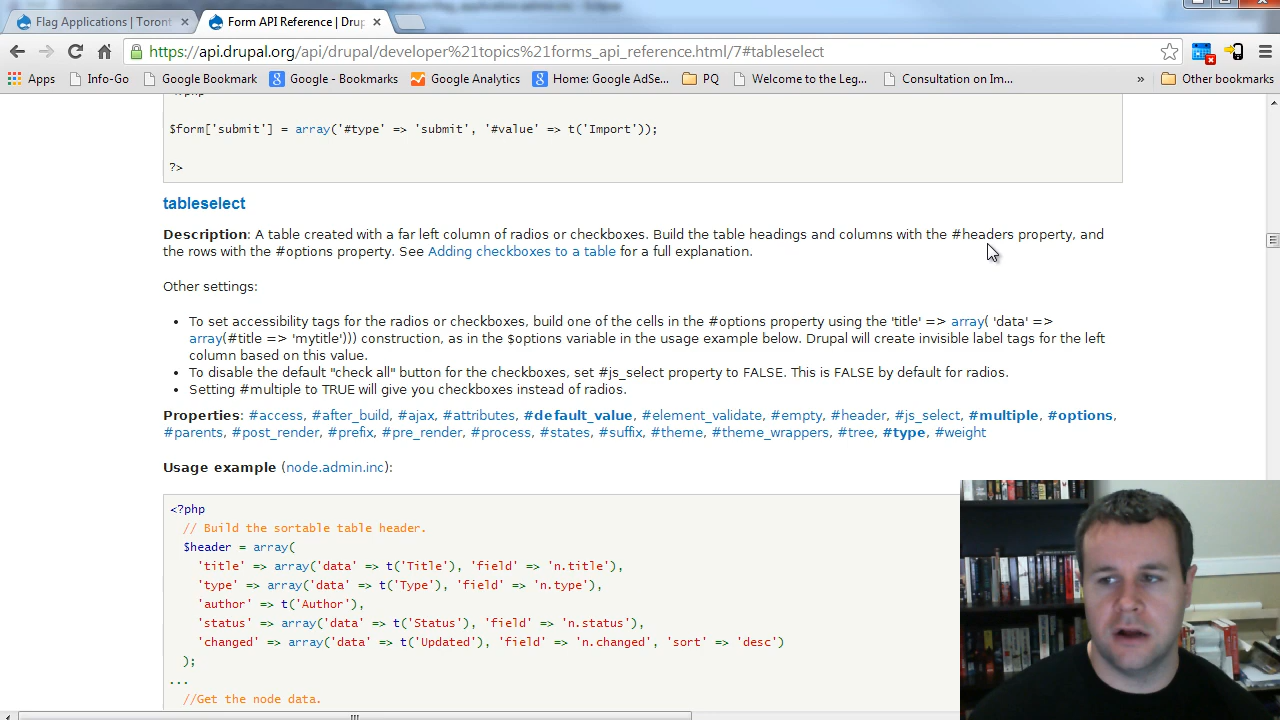 Flag Applications | Toront
Form API Reference | Drup
https://api.drupal.org/api/drupal/developer%21topics%21forms_api_reference.html/7#tableselect
Apps
Info-Go
Google Bookmark
Google - Bookmarks
Google Analytics
Home: Google AdSe...
PQ
Welcome to the Leg...
Consultation on Im...
»
Other bookmarks
$form['submit'] = array('#type' => 'submit', '#value' => t('Import'));
?>
tableselect
Description: A table created with a far left column of radios or checkboxes. Build the table headings and columns with the #headers property, and
the rows with the #options property. See Adding checkboxes to a table for a full explanation.
Other settings:
• To set accessibility tags for the radios or checkboxes, build one of the cells in the #options property using the 'title' => array( 'data' =>
array(#title => 'mytitle'))) construction, as in the $options variable in the usage example below. Drupal will create invisible label tags for the left
column based on this value.
• To disable the default "check all" button for the checkboxes, set #js_select property to FALSE. This is FALSE by default for radios.
• Setting #multiple to TRUE will give you checkboxes instead of radios.
Properties: #access, #after_build, #ajax, #attributes, #default_value, #element_validate, #empty, #header, #js_select, #multiple, #options,
#parents, #post_render, #prefix, #pre_render, #process, #states, #suffix, #theme, #theme_wrappers, #tree, #type, #weight
Usage example (node.admin.inc):
<?php
// Build the sortable table header.
$header = array(
'title' => array('data' => t('Title'), 'field' => 'n.title'),
'type' => array('data' => t('Type'), 'field' => 'n.type'),
'author' => t('Author'),
'status' => array('data' => t('Status'), 'field' => 'n.status'),
'changed' => array('data' => t('Updated'), 'field' => 'n.changed', 'sort' => 'desc')
);
...
//Get the node data.